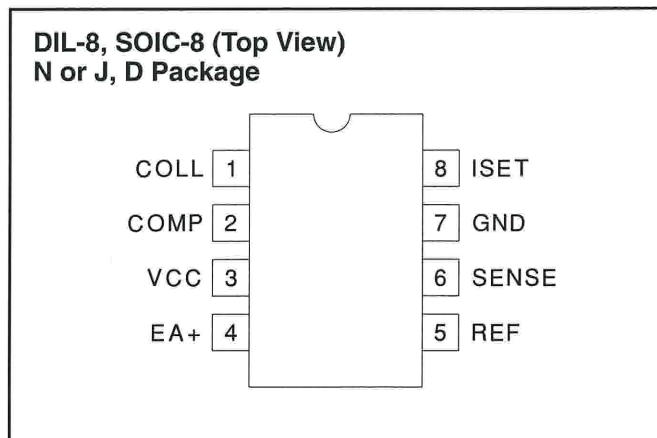 DIL-8, SOIC-8 (Top View)
N or J, D Package
COLL 1 8 ISET
COMP 2 7 GND
VCC 3 6 SENSE
EA+ 4 5 REF